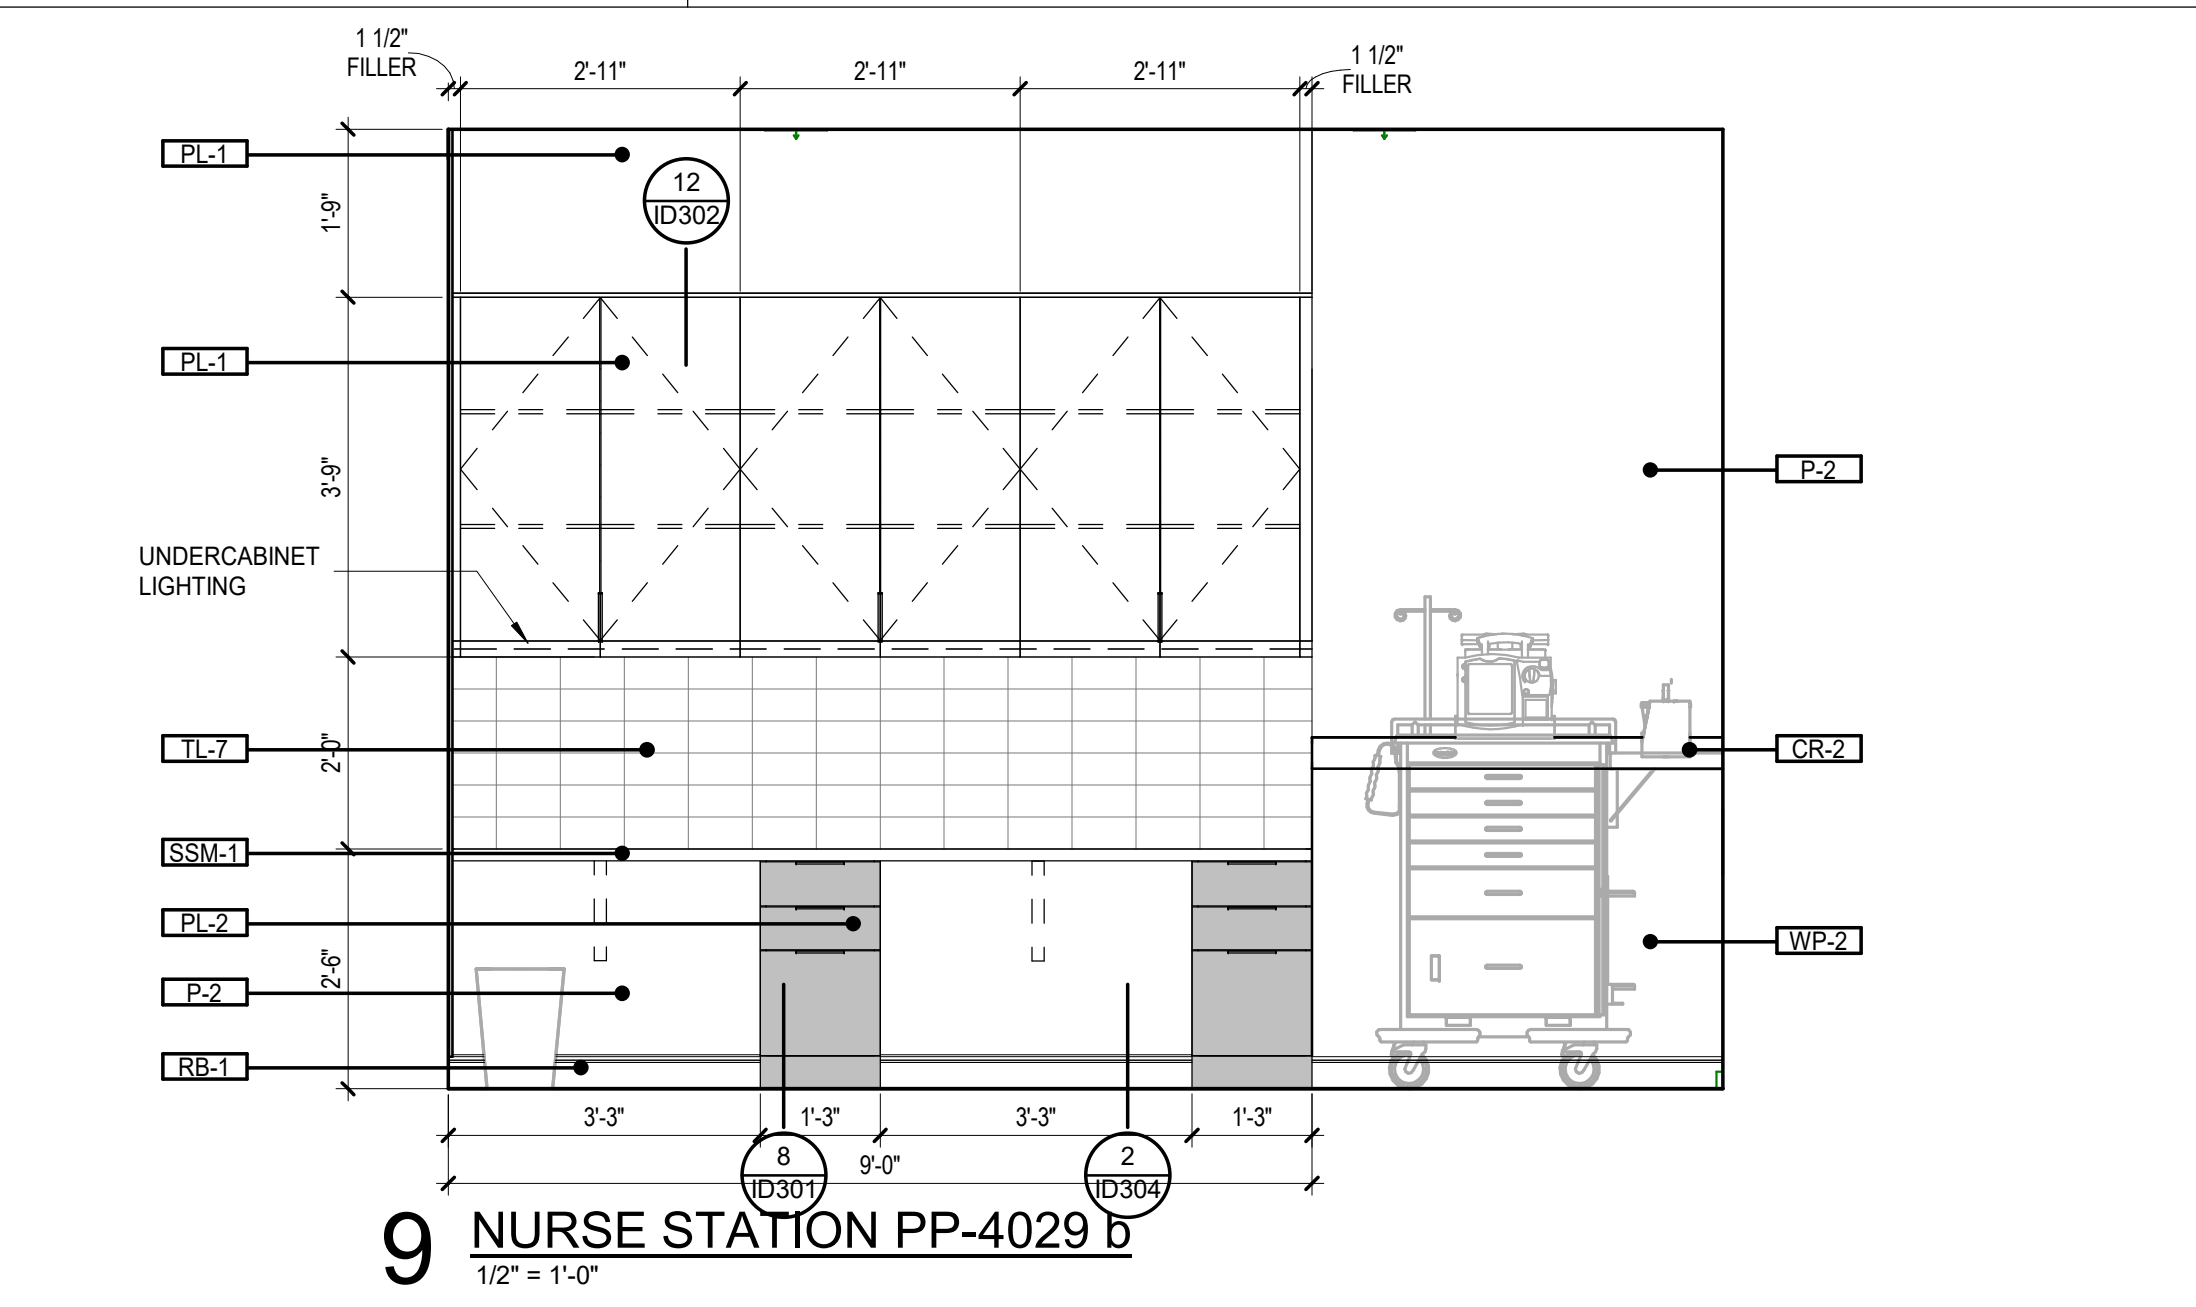 1 1/2"
FILLER
2'-11"
2'-11"
2'-11"
1 1/2"
FILLER
PL-1
12
ID302
1'-9"
PL-1
3'-9"
P-2
UNDERCABINET
LIGHTING
TL-7
2'-0"
CR-2
SSM-1
PL-2
WP-2
2'-6"
P-2
RB-1
3'-3"
1'-3"
3'-3"
1'-3"
8
ID301
9'-0"
2
ID304
9
NURSE STATION PP-4029 b
1/2" = 1'-0"